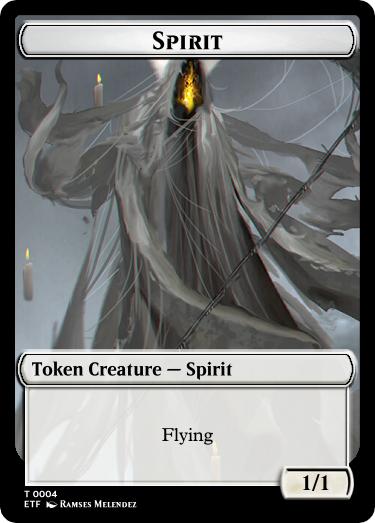 Spirit
Token Creature — Spirit
Flying
1/1
T 0004
ETF Ramses Melendez